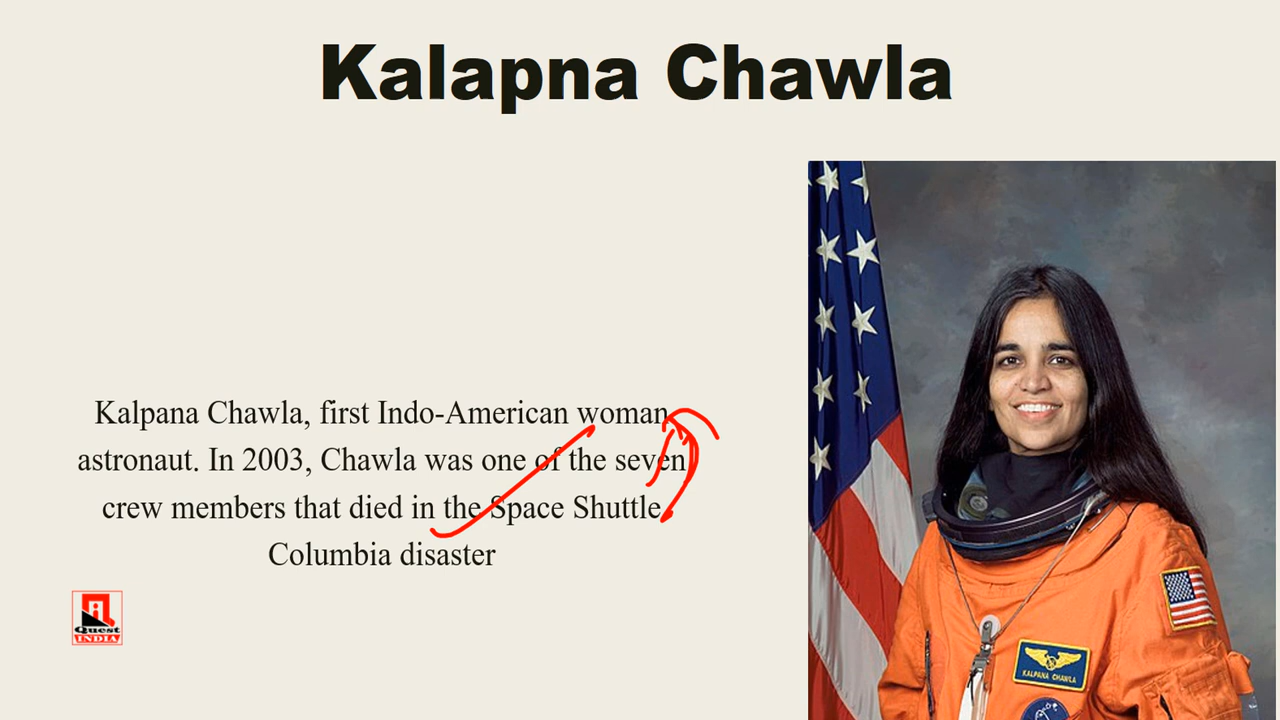 Kalapna Chawla
Kalpana Chawla, first Indo-American woman
astronaut. In 2003, Chawla was one of the seven
crew members that died in the Space Shuttle
Columbia disaster
Quest
INDIA
KALPANA CHAWLA